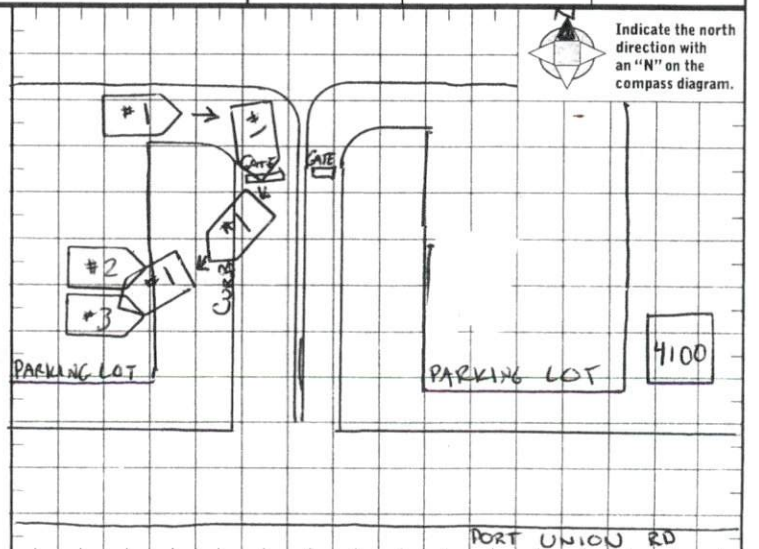 N
Indicate the north
direction with
an “N” on the
compass diagram.
#1
#1
GATE
GATE
#1
#2
#1
#3
CURB
4100
PARKING LOT
PARKING LOT
PORT UNION RD